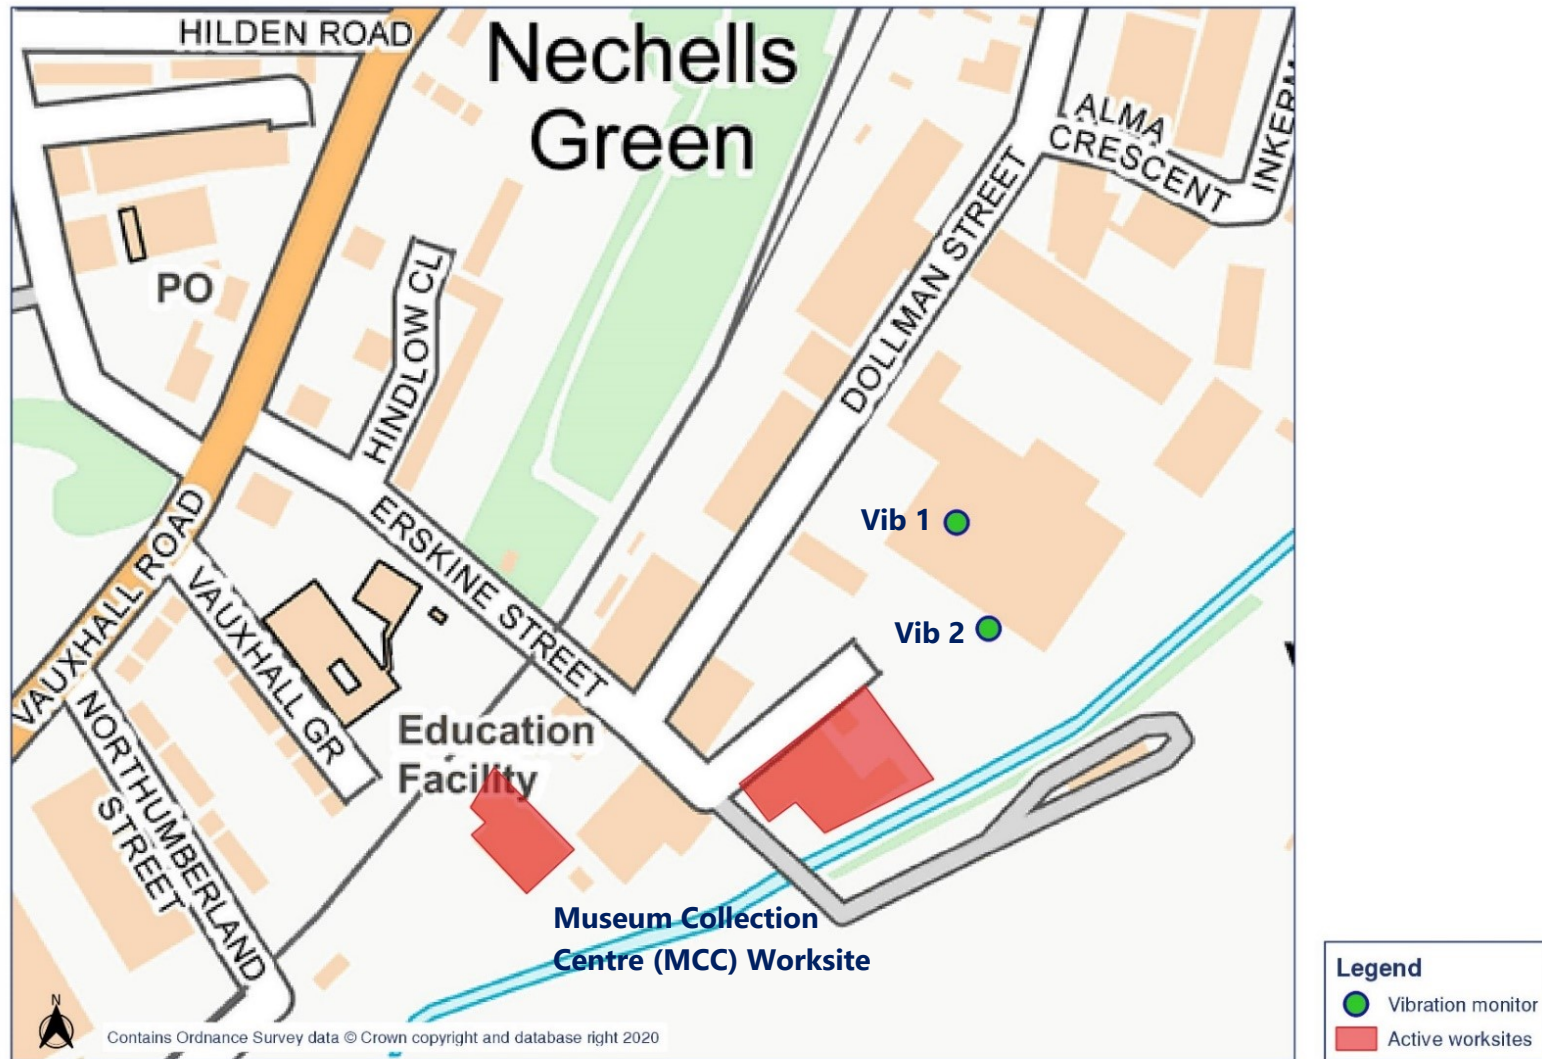 HILDEN ROAD
Nechells
Green
ALMA
CRESCENT
PO
HINDLOW CL
DOLLMAN STREET
ERSKINE STREET
VAUXHALL ROAD
VAUXHALL GR
NORTHUMBERLAND
STREET
Education
Facility
Vib 1
Vib 2
Museum Collection
Centre (MCC) Worksite
N
Contains Ordnance Survey data © Crown copyright and database right 2020
Legend
Vibration monitor
Active worksites